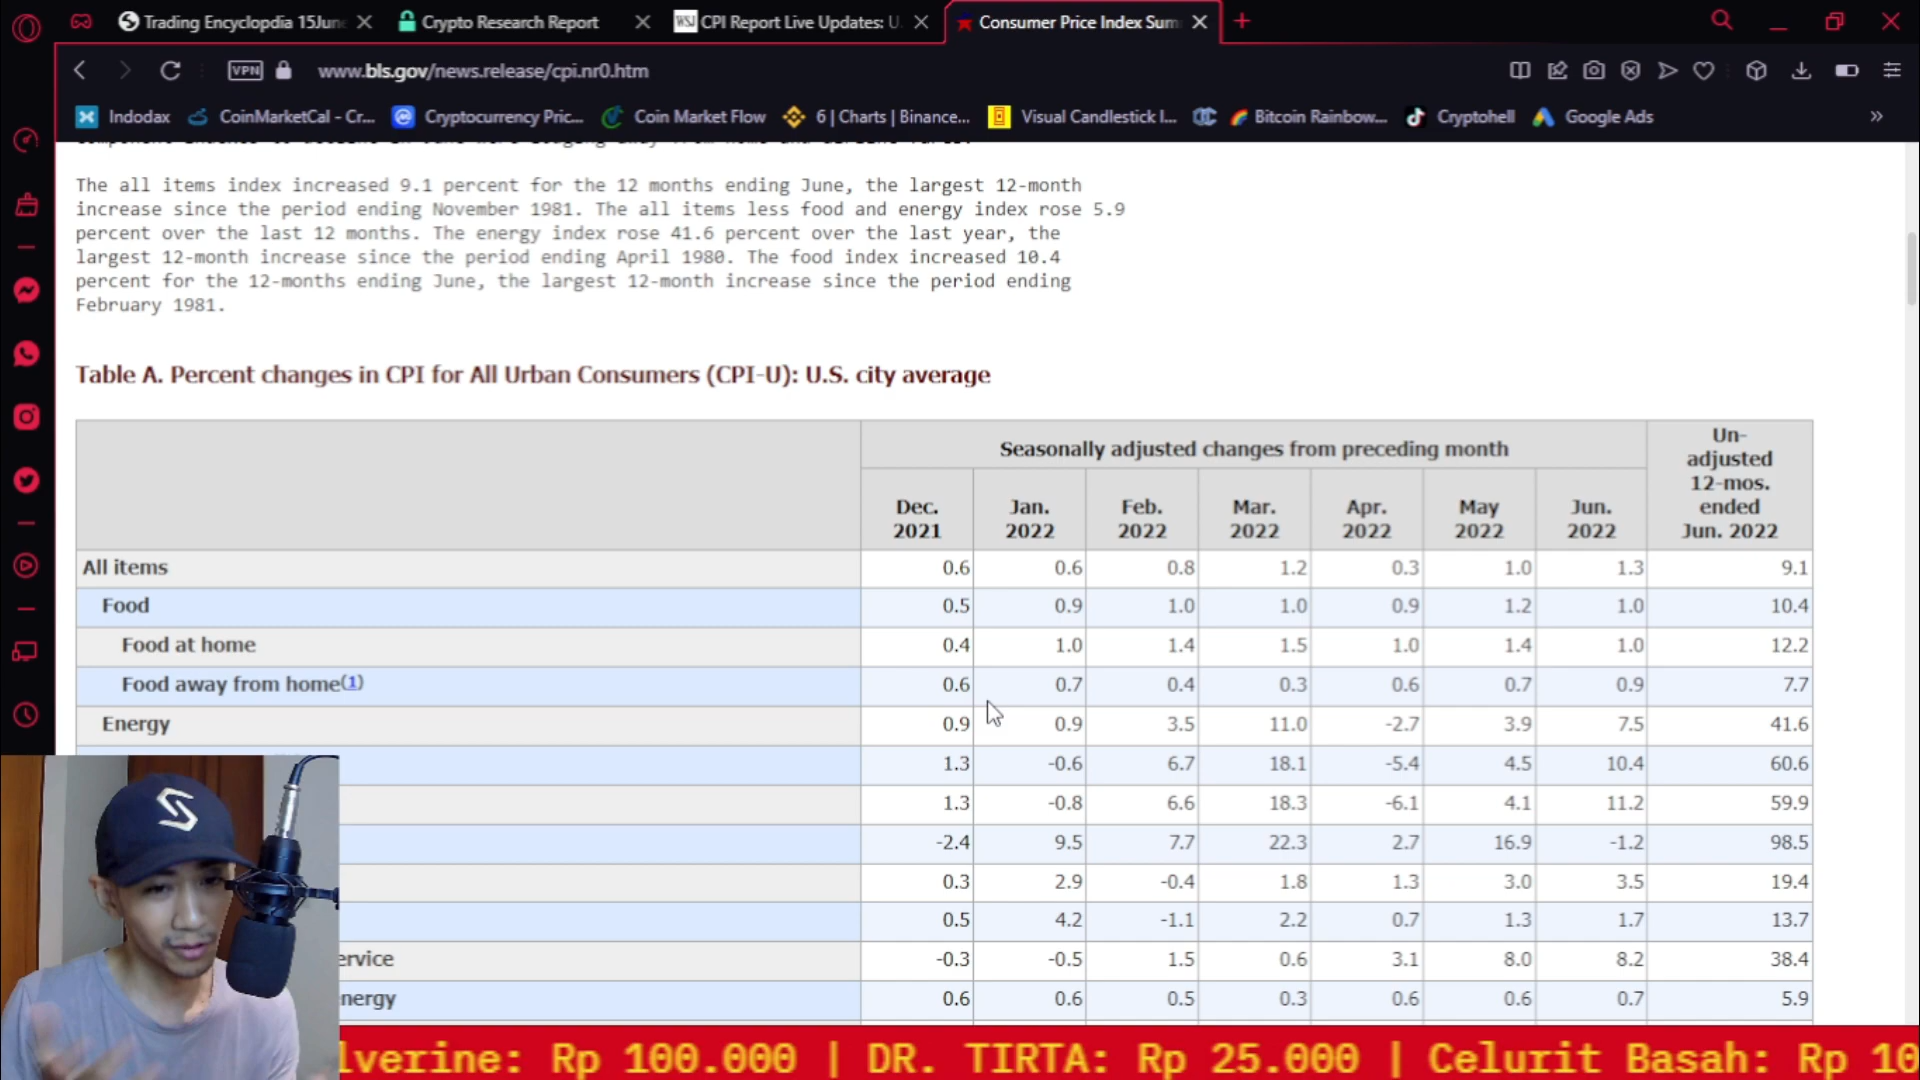 Trading Encyclopdia 15June
Crypto Research Report
WSJ
CPI Report Live Updates: U.
Consumer Price Index Sum
VPN
www.bls.gov/news.release/cpi.nr0.htm
Indodax
CoinMarketCal - Cr...
Cryptocurrency Pric...
Coin Market Flow
6 | Charts | Binance...
Visual Candlestick I...
Bitcoin Rainbow...
Cryptohell
Google Ads
The all items index increased 9.1 percent for the 12 months ending June, the largest 12-month
increase since the period ending November 1981. The all items less food and energy index rose 5.9
percent over the last 12 months. The energy index rose 41.6 percent over the last year, the
largest 12-month increase since the period ending April 1980. The food index increased 10.4
percent for the 12-months ending June, the largest 12-month increase since the period ending
February 1981.
Table A. Percent changes in CPI for All Urban Consumers (CPI-U): U.S. city average
Seasonally adjusted changes from preceding month
Un-
adjusted
12-mos.
ended
Jun. 2022
Dec.
2021
Jan.
2022
Feb.
2022
Mar.
2022
Apr.
2022
May
2022
Jun.
2022
All items 0.6 0.6 0.8 1.2 0.3 1.0 1.3 9.1
Food 0.5 0.9 1.0 1.0 0.9 1.2 1.0 10.4
Food at home 0.4 1.0 1.4 1.5 1.0 1.4 1.0 12.2
Food away from home(1) 0.6 0.7 0.4 0.3 0.6 0.7 0.9 7.7
Energy 0.9 0.9 3.5 11.0 -2.7 3.9 7.5 41.6
1.3 -0.6 6.7 18.1 -5.4 4.5 10.4 60.6
1.3 -0.8 6.6 18.3 -6.1 4.1 11.2 59.9
-2.4 9.5 7.7 22.3 2.7 16.9 -1.2 98.5
0.3 2.9 -0.4 1.8 1.3 3.0 3.5 19.4
0.5 4.2 -1.1 2.2 0.7 1.3 1.7 13.7
ervice -0.3 -0.5 1.5 0.6 3.1 8.0 8.2 38.4
nergy 0.6 0.6 0.5 0.3 0.6 0.6 0.7 5.9
lverine: Rp 100.000 | DR. TIRTA: Rp 25.000 | Celurit Basah: Rp 10